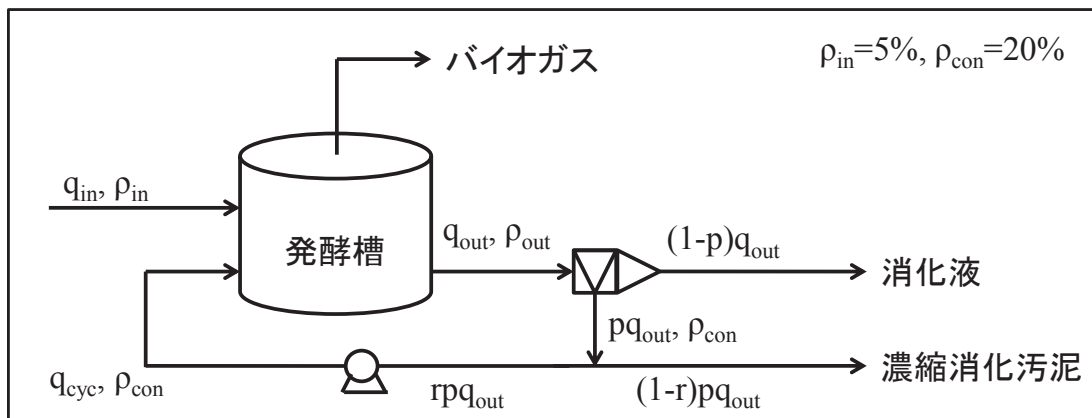 バイオガス
ρin=5%, ρcon=20%
qin, ρin
発酵槽
qout, ρout
(1-p)qout
消化液
pqout, ρcon
濃縮消化汚泥
qcyc, ρcon
rpqout
(1-r)pqout